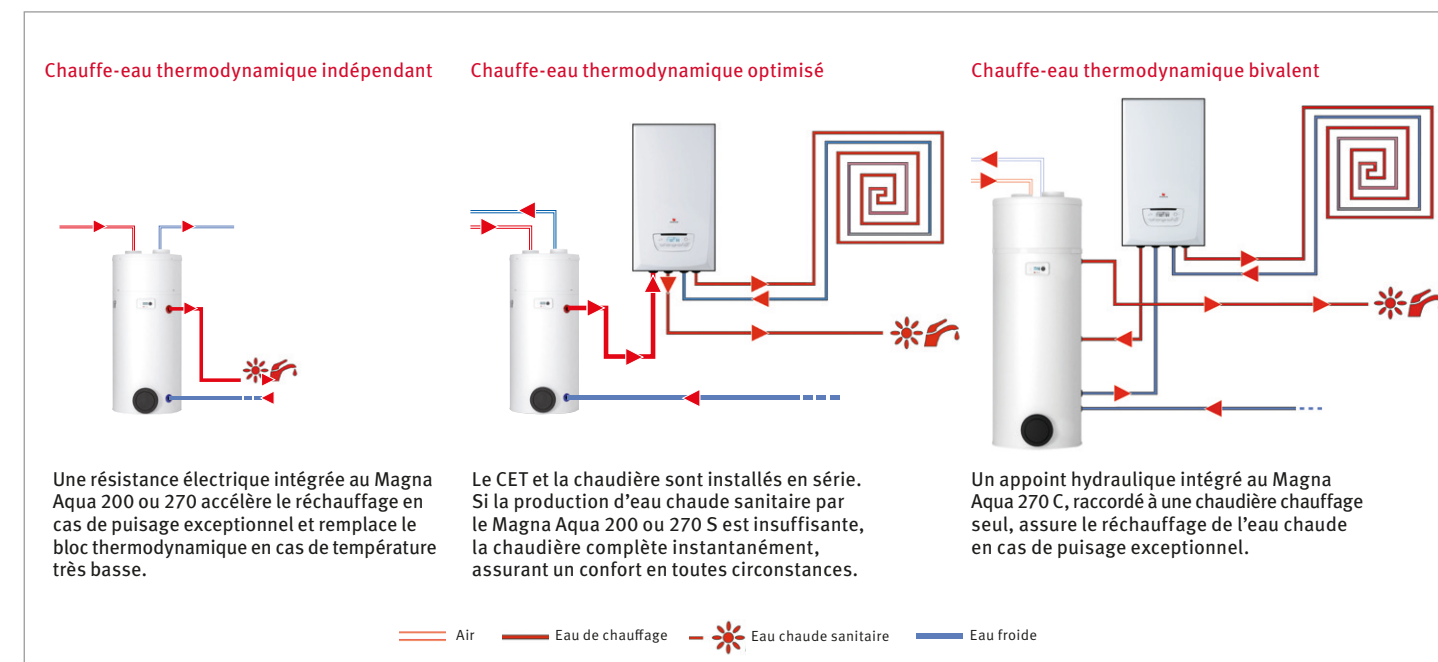 Chauffe-eau thermodynamique indépendant
Une résistance électrique intégrée au Magna
Aqua 200 ou 270 accélère le réchauffage en
cas de puisage exceptionnel et remplace le
bloc thermodynamique en cas de température
très basse.
Chauffe-eau thermodynamique optimisé
Le CET et la chaudière sont installés en série.
Si la production d’eau chaude sanitaire par
le Magna Aqua 200 ou 270 S est insuffisante,
la chaudière complète instantanément,
assurant un confort en toutes circonstances.
Chauffe-eau thermodynamique bivalent
Un appoint hydraulique intégré au Magna
Aqua 270 C, raccordé à une chaudière chauffage
seul, assure le réchauffage de l’eau chaude
en cas de puisage exceptionnel.
Air
Eau de chauffage
Eau chaude sanitaire
Eau froide